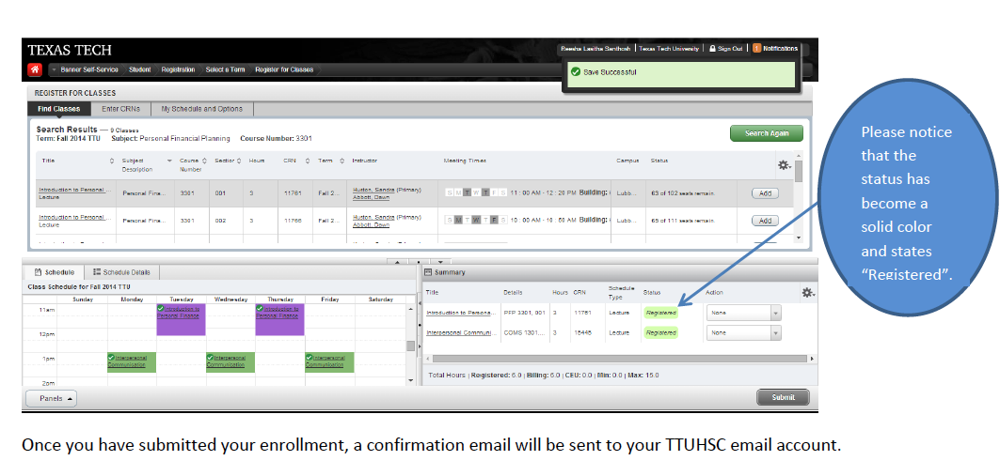 TEXAS TECH
Reesha Lasitha Santhosh | Texas Tech University | Sign Out | 1 Notifications
Banner Self-Service Student Registration Select a Term Register for Classes
Save Successful
REGISTER FOR CLASSES
Find Classes Enter CRNs My Schedule and Options
Search Results — 9 Classes
Term: Fall 2014 TTU Subject: Personal Financial Planning Course Number: 3301
Search Again
Title Subject Description Course Number Section Hours CRN Term Instructor Meeting Times Campus Status
Introduction to Personal ... Personal Fina... 3301 001 3 11761 Fall 2... Huston, Sandra (Primary) S M T W T F S 11 : 00 AM - 12 : 20 PM Building: Lubb... 63 of 102 seats remain. Add
Lecture Abbott, Dawn
Introduction to Personal ... Personal Fina... 3301 002 3 11766 Fall 2... Huston, Sandra (Primary) S M T W T F S 10 : 00 AM - 10 : 50 AM Building: Lubb... 65 of 111 seats remain. Add
Lecture Abbott, Dawn
Please notice
that the
status has
become a
solid color
and states
“Registered”.
Schedule Schedule Details
Class Schedule for Fall 2014 TTU
Sunday Monday Tuesday Wednesday Thursday Friday Saturday
11am
Introduction to Personal Finance
Introduction to Personal Finance
12pm
1pm
Interpersonal Communication
Interpersonal Communication
Interpersonal Communication
2pm
Summary
Title Details Hours CRN Schedule Type Status Action
Introduction to Persona... PFP 3301, 001 3 11761 Lecture Registered None
Interpersonal Communi... COMS 1301... 3 Lecture Registered None
Total Hours | Registered: 6.0 | Billing: 6.0 | CEU: 0.0 | Min: 0.0 | Max: 15.0
Panels
Submit
Once you have submitted your enrollment, a confirmation email will be sent to your TTUHSC email account.